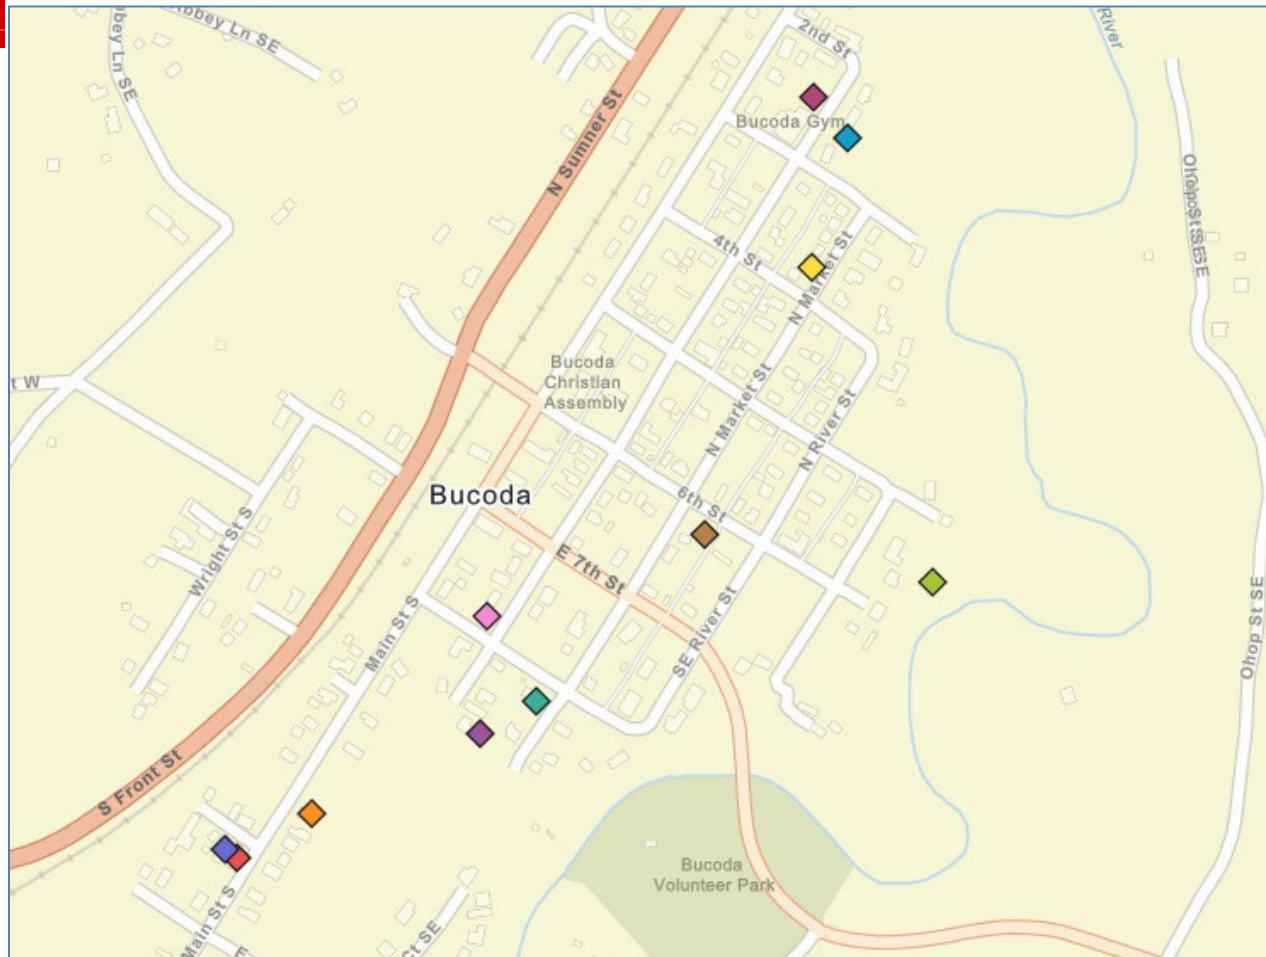 Abbey Ln SE
2nd St
River
bbey Ln SE
N Sumner St
Bucoda Gym
Ohop St SE
4th St
N Market St
Bucoda
Christian
Assembly
t W
N Market St
N River St
Bucoda
6th St
Wright St S
E 7th St
Main St S
SE River St
Ohop St SE
S Front St
Bucoda
Volunteer Park
Main St S
E
Ct SE